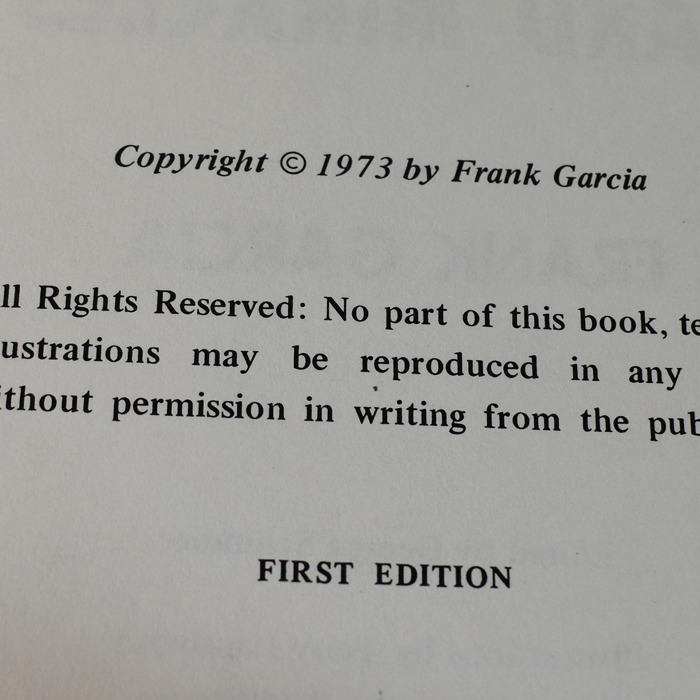 Copyright © 1973 by Frank Garcia
ll Rights Reserved: No part of this book, te
ustrations may be reproduced in any
ithout permission in writing from the pub
FIRST EDITION